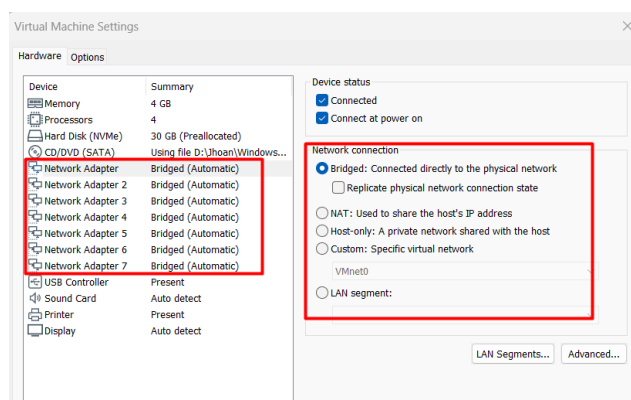 Virtual Machine Settings
Hardware Options
Device Summary
Memory 4 GB
Processors 4
Hard Disk (NVMe) 30 GB (Preallocated)
CD/DVD (SATA) Using file D:\Jhoan\Windows...
Network Adapter Bridged (Automatic)
Network Adapter 2 Bridged (Automatic)
Network Adapter 3 Bridged (Automatic)
Network Adapter 4 Bridged (Automatic)
Network Adapter 5 Bridged (Automatic)
Network Adapter 6 Bridged (Automatic)
Network Adapter 7 Bridged (Automatic)
USB Controller Present
Sound Card Auto detect
Printer Present
Display Auto detect
Device status
Connected
Connect at power on
Network connection
Bridged: Connected directly to the physical network
Replicate physical network connection state
NAT: Used to share the host's IP address
Host-only: A private network shared with the host
Custom: Specific virtual network
VMnet0
LAN segment:
LAN Segments... Advanced...